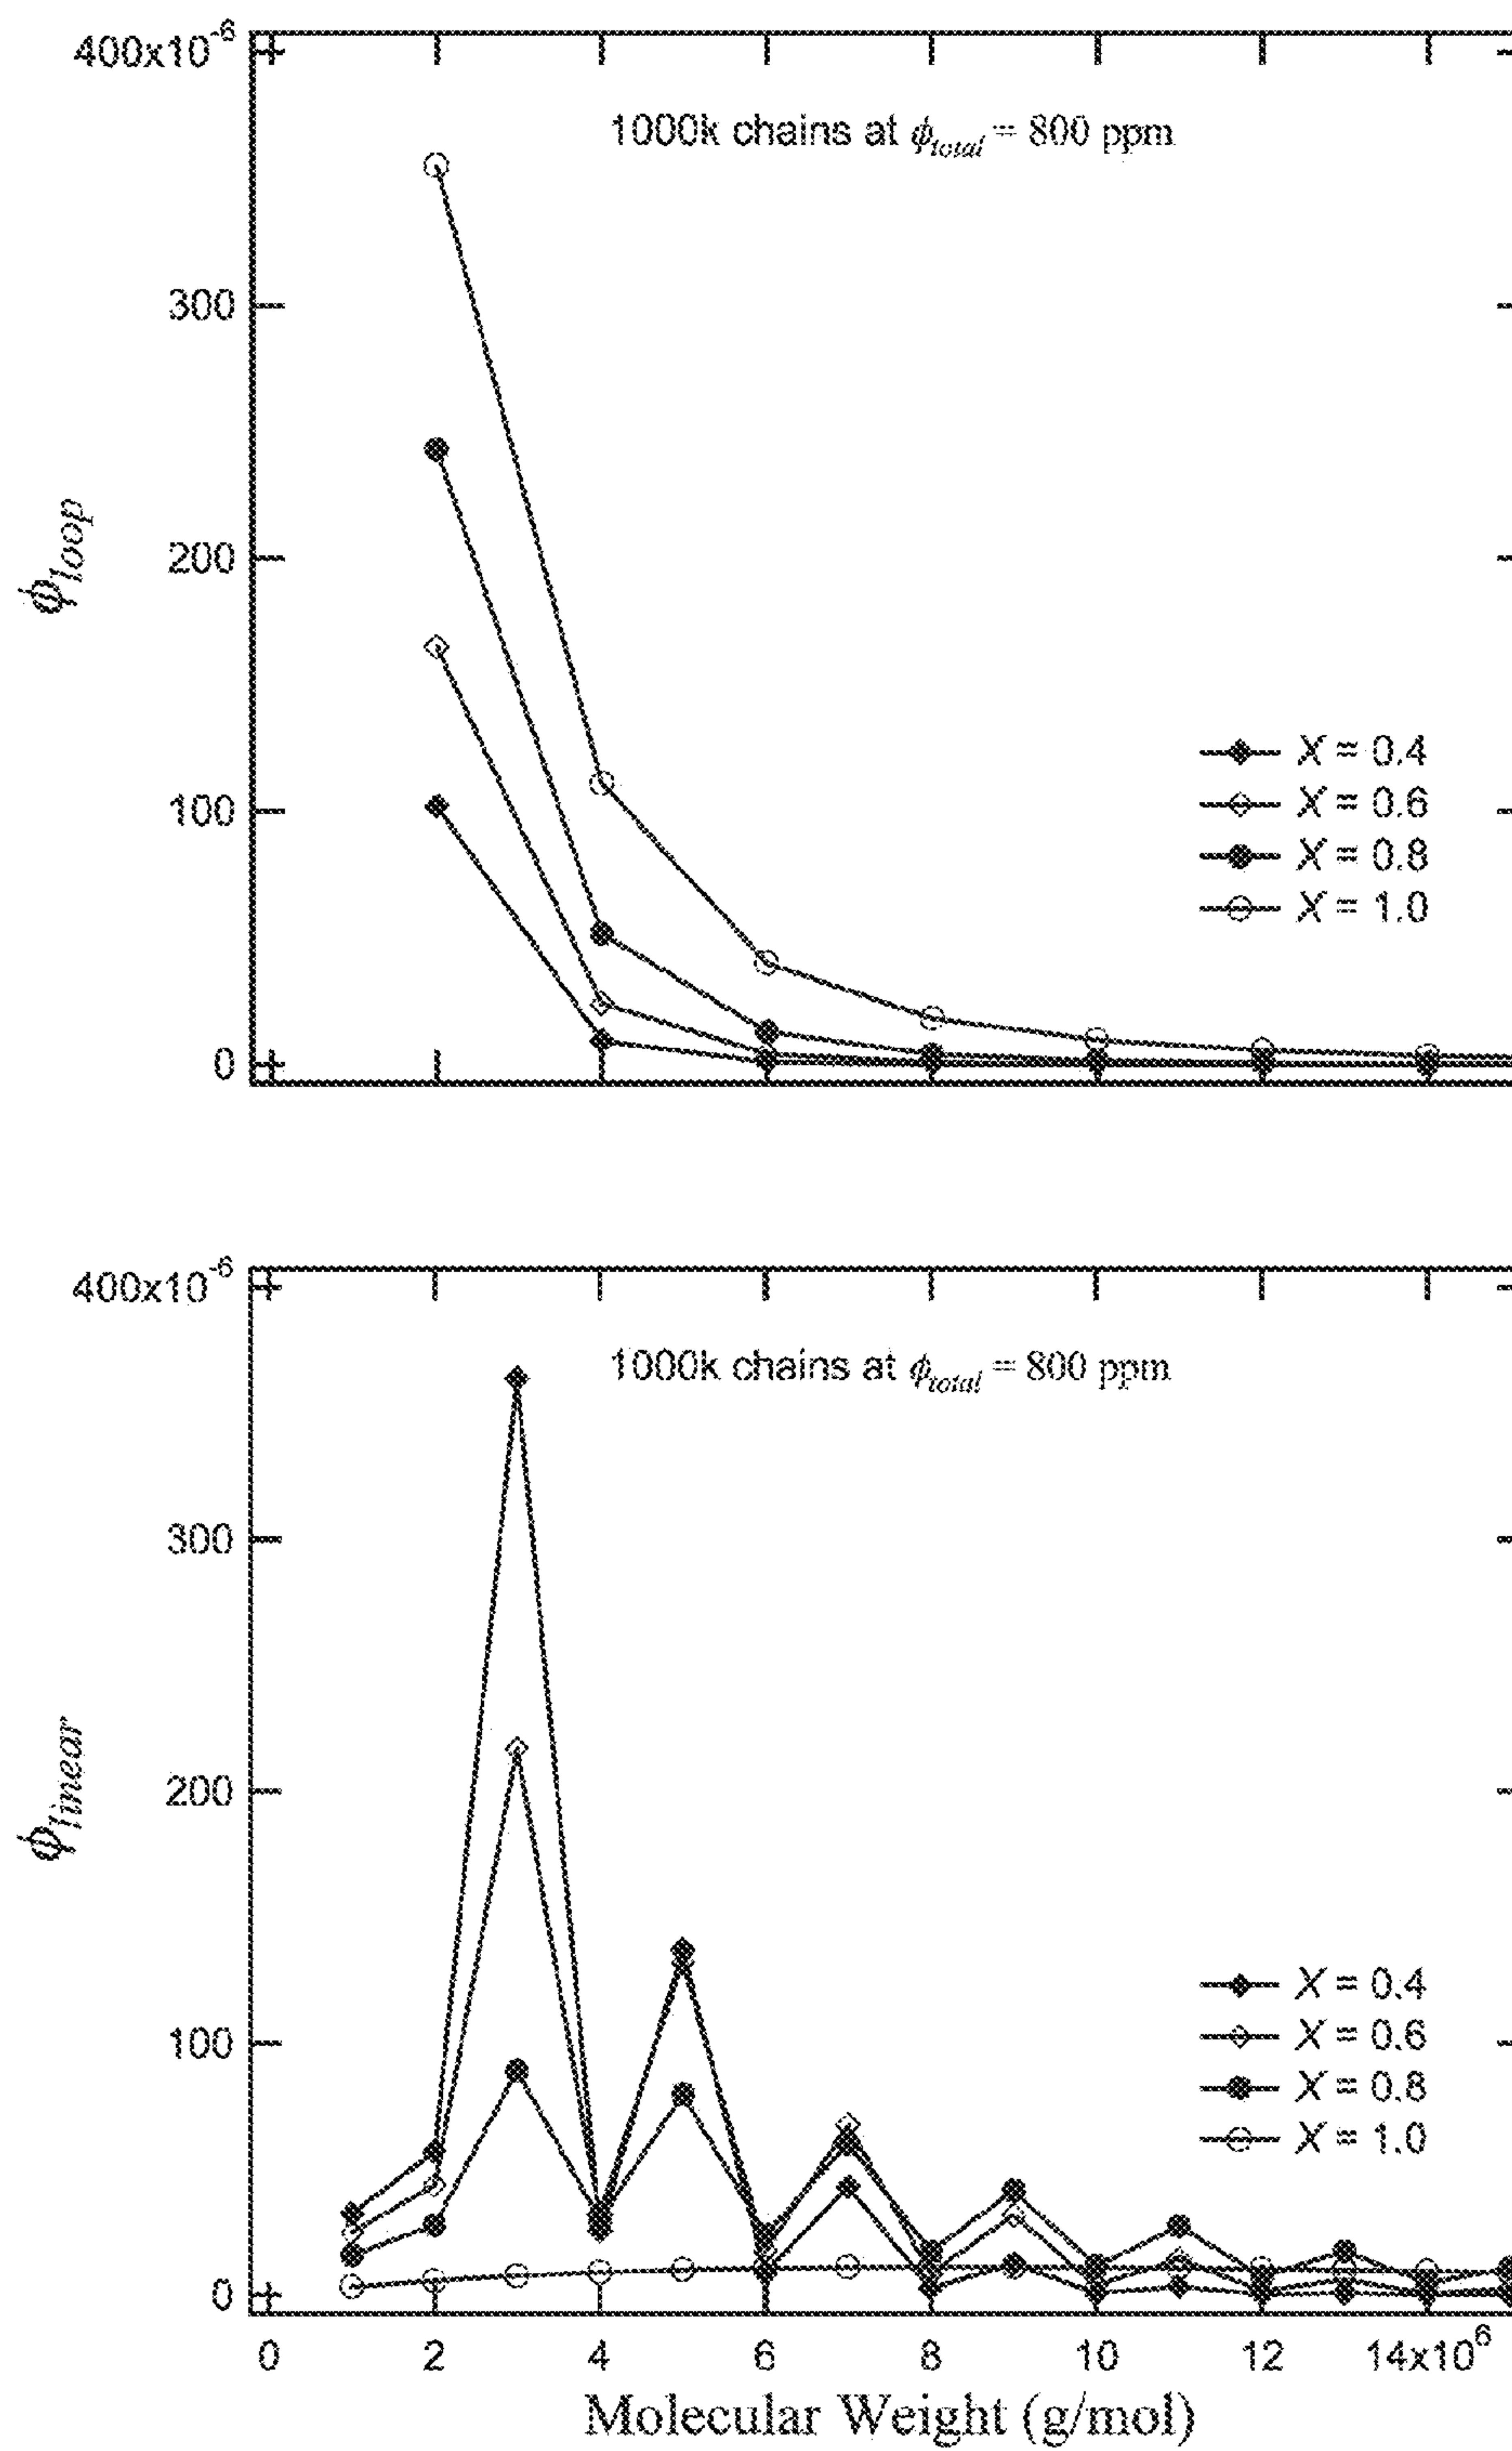 400x10⁻⁶
1000k chains at ϕtotal = 800 ppm
300
200
100
0
ϕloop
X = 0.4
X = 0.6
X = 0.8
X = 1.0
400x10⁻⁶
1000k chains at ϕtotal = 800 ppm
300
200
100
0
ϕlinear
X = 0.4
X = 0.6
X = 0.8
X = 1.0
0 2 4 6 8 10 12 14x10⁶
Molecular Weight (g/mol)